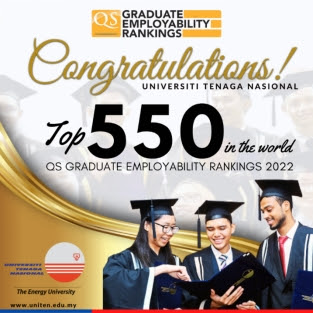 QS GRADUATE
EMPLOYABILITY
RANKINGS
Congratulations!
UNIVERSITI TENAGA NASIONAL
Top 550 in the world
QS GRADUATE EMPLOYABILITY RANKINGS 2022
UNIVERSITI
TENAGA
NASIONAL
The Energy University
www.uniten.edu.my